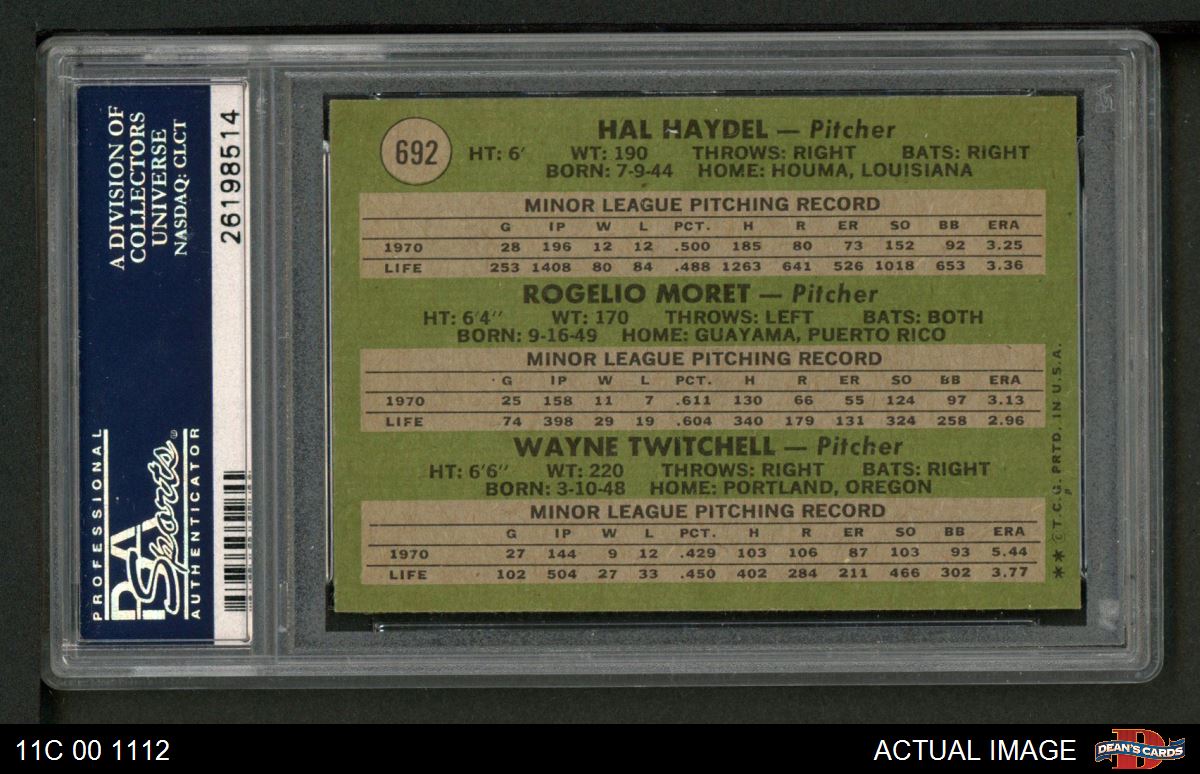 A DIVISION OF
COLLECTORS
UNIVERSE
NASDAQ: CLCT
26198514
PROFESSIONAL
PSA
Sports
AUTHENTICATOR
692
HAL HAYDEL — Pitcher
HT: 6' WT: 190 THROWS: RIGHT BATS: RIGHT
BORN: 7-9-44 HOME: HOUMA, LOUISIANA
MINOR LEAGUE PITCHING RECORD
G IP W L PCT. H R ER SO BB ERA
1970 28 196 12 12 .500 185 80 73 152 92 3.25
LIFE 253 1408 80 84 .488 1263 641 526 1018 653 3.36
ROGELIO MORET — Pitcher
HT: 6'4" WT: 170 THROWS: LEFT BATS: BOTH
BORN: 9-16-49 HOME: GUAYAMA, PUERTO RICO
MINOR LEAGUE PITCHING RECORD
G IP W L PCT. H R ER SO BB ERA
1970 25 158 11 7 .611 130 66 55 124 97 3.13
LIFE 74 398 29 19 .604 340 179 131 324 258 2.96
WAYNE TWITCHELL — Pitcher
HT: 6'6" WT: 220 THROWS: RIGHT BATS: RIGHT
BORN: 3-10-48 HOME: PORTLAND, OREGON
MINOR LEAGUE PITCHING RECORD
G IP W L PCT. H R ER SO BB ERA
1970 27 144 9 12 .429 103 106 87 103 93 5.44
LIFE 102 504 27 33 .450 402 284 211 466 302 3.77
** © T.C.G. PRTD. IN U.S.A.
11C 00 1112
ACTUAL IMAGE
DEAN'S CARDS